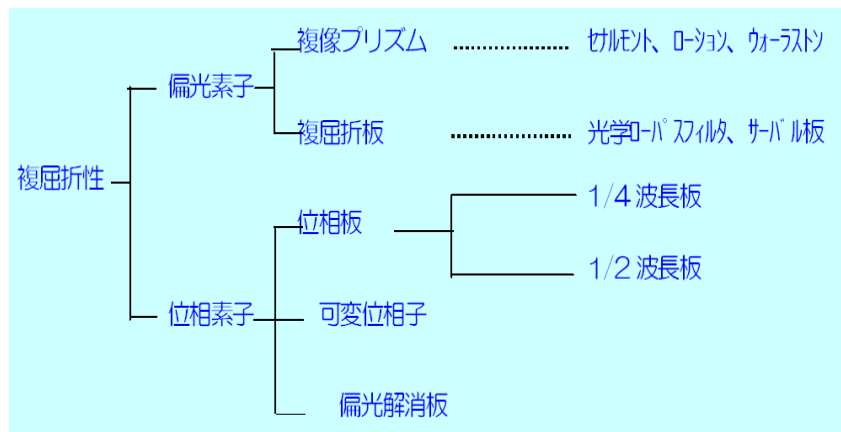 複像プリズム ‥‥‥‥‥‥ ｾﾅﾙﾓﾝﾄ、ﾛｰｼｮﾝ、ｳｫｰﾗｽﾄﾝ
偏光素子
複屈折板 ‥‥‥‥‥‥ 光学ﾛｰﾊﾟｽﾌｨﾙﾀ、ｻｰﾊﾞﾙ板
複屈折性
1/4 波長板
位相板
1/2 波長板
位相素子
可変位相子
偏光解消板